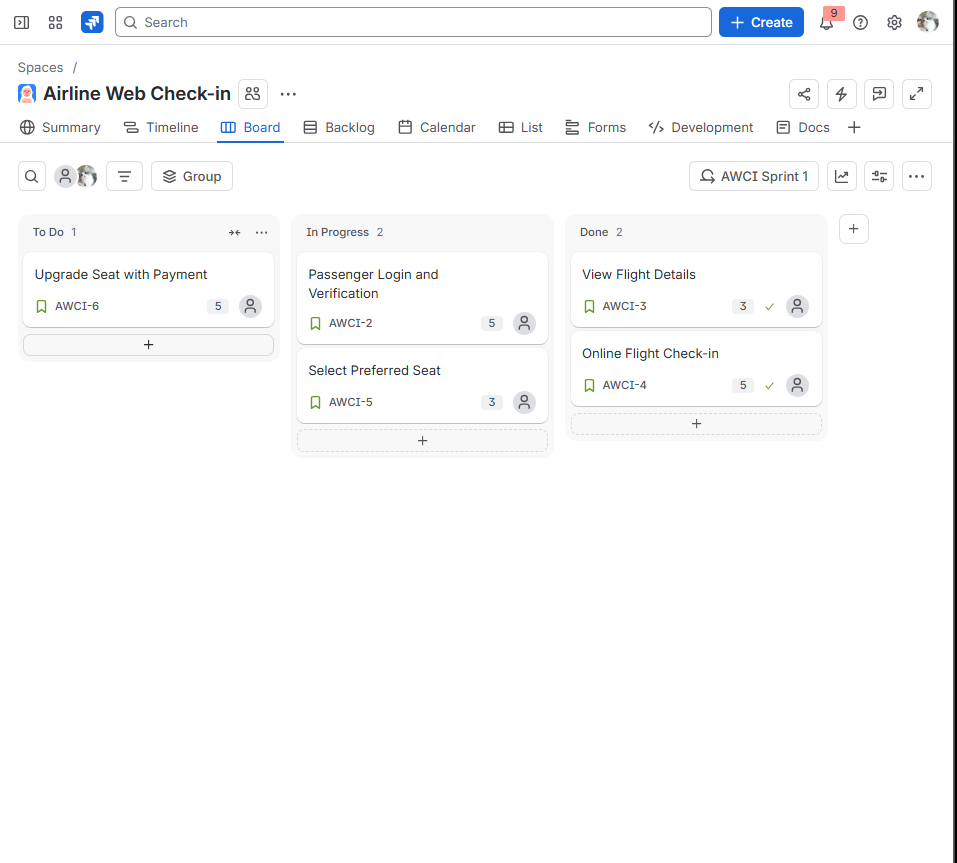 Search
Create
9
Spaces /
Airline Web Check-in
Summary
Timeline
Board
Backlog
Calendar
List
Forms
Development
Docs
Group
AWCI Sprint 1
To Do 1
Upgrade Seat with Payment
AWCI-6
5
In Progress 2
Passenger Login and
Verification
AWCI-2
5
Select Preferred Seat
AWCI-5
3
Done 2
View Flight Details
AWCI-3
3
Online Flight Check-in
AWCI-4
5